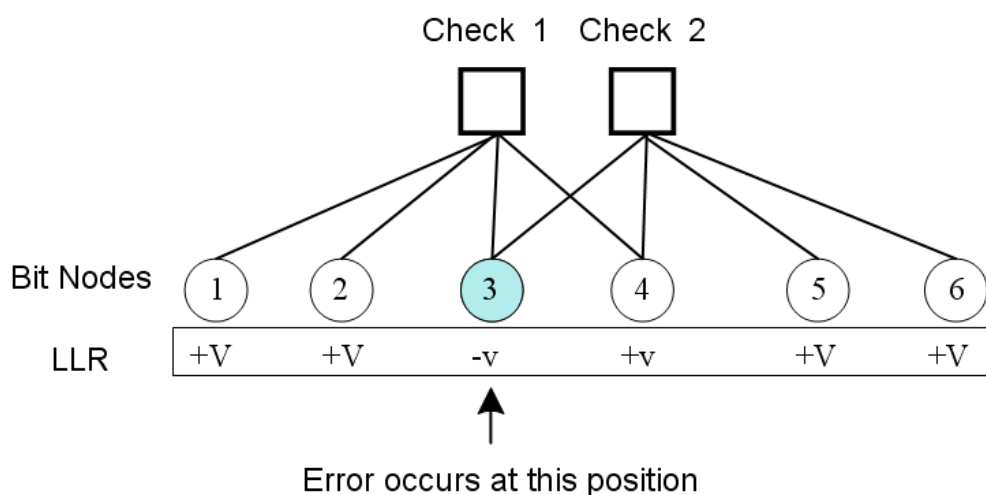 Check 1 Check 2
Bit Nodes 1 2 3 4 5 6
LLR +V +V -v +v +V +V
Error occurs at this position